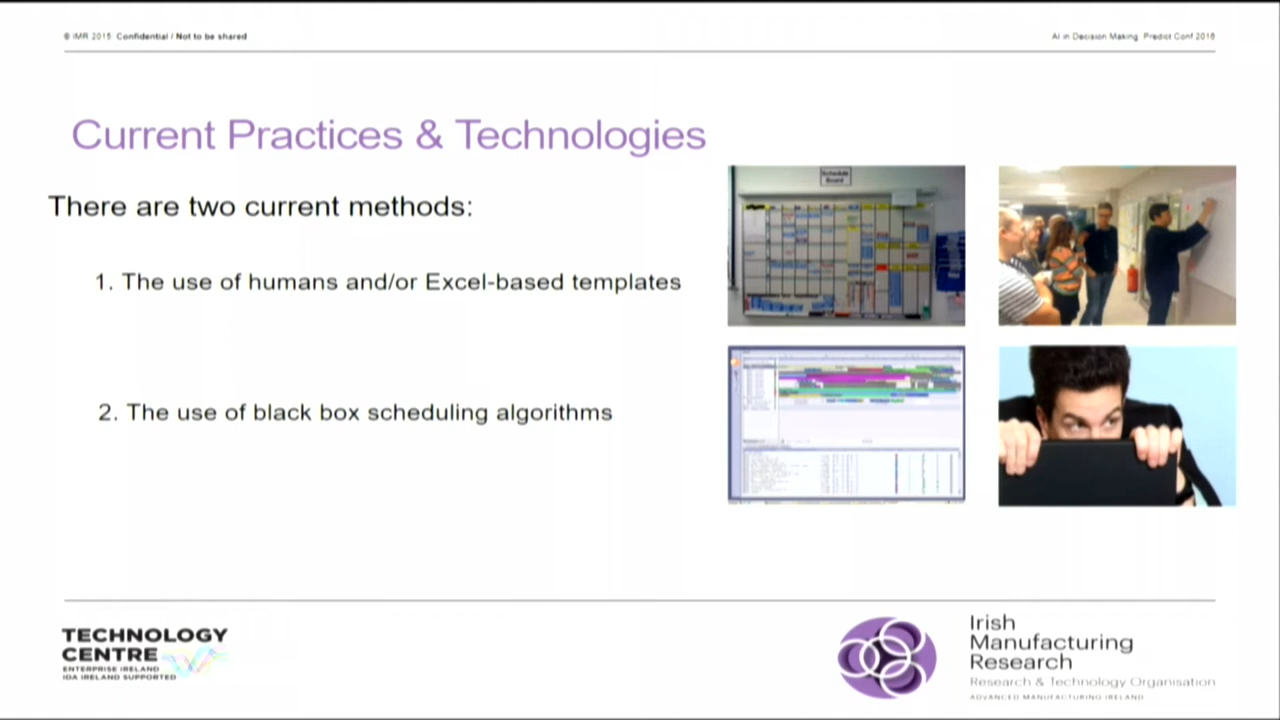 © IMR 2015 Confidential / Not to be shared
AI in Decision Making Predict Conf 2016
Current Practices & Technologies
There are two current methods:
1. The use of humans and/or Excel-based templates
2. The use of black box scheduling algorithms
Schedule
Board
TECHNOLOGY
CENTRE
ENTERPRISE IRELAND
IDA IRELAND SUPPORTED
Irish
Manufacturing
Research
Research & Technology Organisation
ADVANCED MANUFACTURING IRELAND